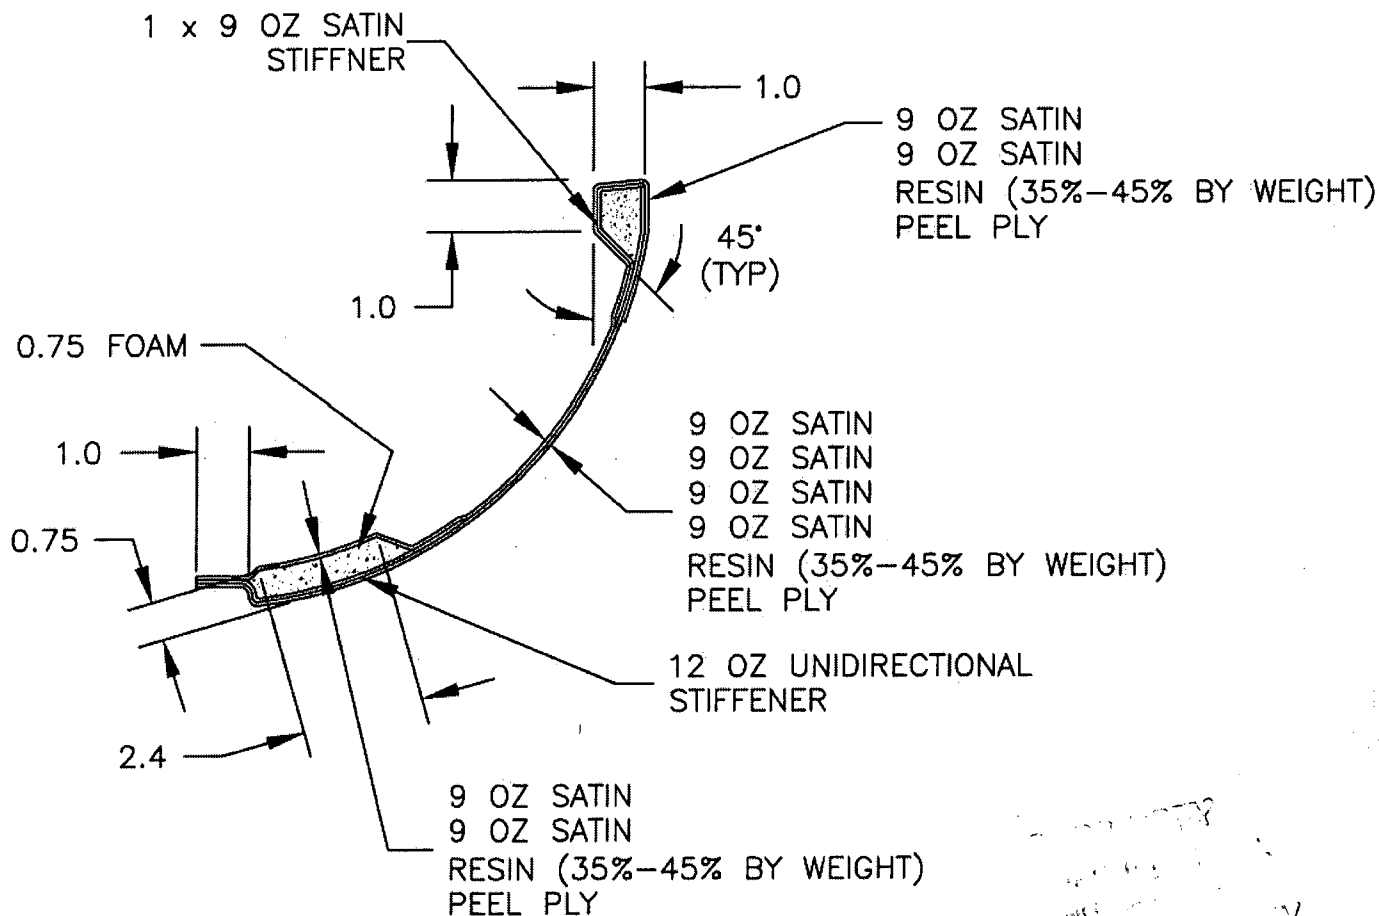 1 x 9 OZ SATIN
STIFFNER
1.0
9 OZ SATIN
9 OZ SATIN
RESIN (35%-45% BY WEIGHT)
PEEL PLY
45°
(TYP)
1.0
0.75 FOAM
1.0
9 OZ SATIN
9 OZ SATIN
9 OZ SATIN
9 OZ SATIN
RESIN (35%-45% BY WEIGHT)
PEEL PLY
0.75
12 OZ UNIDIRECTIONAL
STIFFENER
2.4
9 OZ SATIN
9 OZ SATIN
RESIN (35%-45% BY WEIGHT)
PEEL PLY